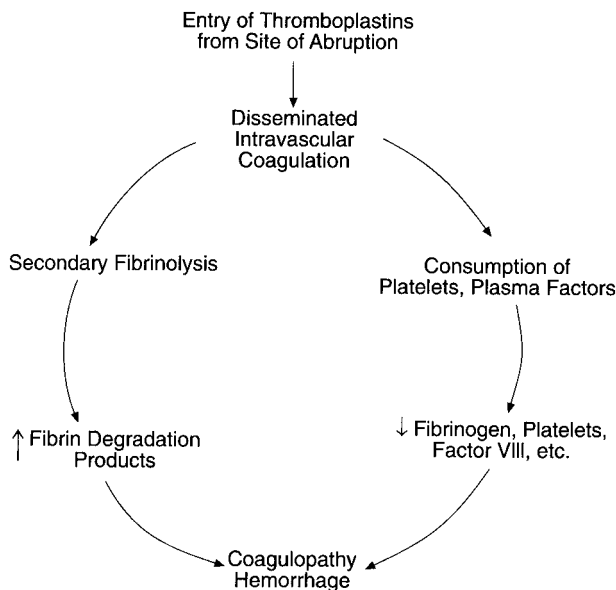 Entry of Thromboplastins
from Site of Abruption
Disseminated
Intravascular
Coagulation
Secondary Fibrinolysis
Consumption of
Platelets, Plasma Factors
↑ Fibrin Degradation
Products
↓ Fibrinogen, Platelets,
Factor VIII, etc.
Coagulopathy
Hemorrhage